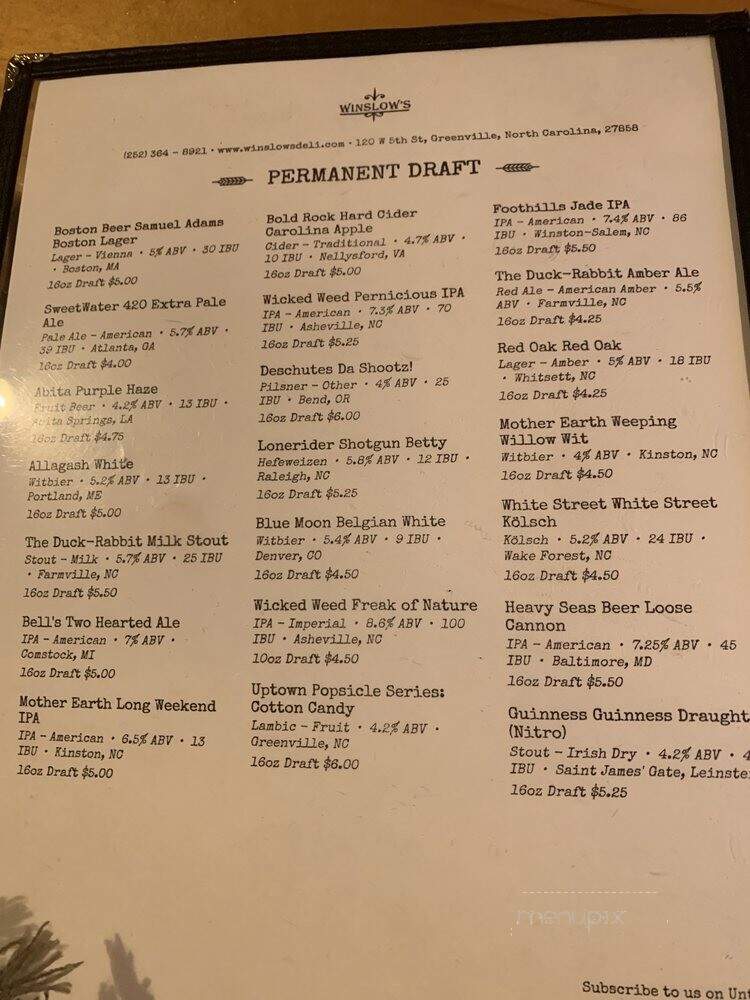 WINSLOW'S
(252) 364 - 8921 · www.winslowsdeli.com · 120 W 5th St, Greenville, North Carolina, 27858
PERMANENT DRAFT
Boston Beer Samuel Adams
Boston Lager
Lager - Vienna · 5% ABV · 30 IBU
· Boston, MA
16oz Draft $5.00
SweetWater 420 Extra Pale
Ale
Pale Ale - American · 5.7% ABV ·
39 IBU · Atlanta, GA
16oz Draft $4.00
Abita Purple Haze
Fruit Beer · 4.2% ABV · 13 IBU ·
Abita Springs, LA
16oz Draft $4.75
Allagash White
Witbier · 5.2% ABV · 13 IBU ·
Portland, ME
16oz Draft $5.00
The Duck-Rabbit Milk Stout
Stout - Milk · 5.7% ABV · 25 IBU
· Farmville, NC
16oz Draft $5.50
Bell's Two Hearted Ale
IPA - American · 7% ABV ·
Comstock, MI
16oz Draft $5.00
Mother Earth Long Weekend
IPA
IPA - American · 6.5% ABV · 13
IBU · Kinston, NC
16oz Draft $5.00
Bold Rock Hard Cider
Carolina Apple
Cider - Traditional · 4.7% ABV ·
10 IBU · Nellysford, VA
16oz Draft $5.00
Wicked Weed Pernicious IPA
IPA - American · 7.3% ABV · 70
IBU · Asheville, NC
16oz Draft $5.25
Deschutes Da Shootz!
Pilsner - Other · 4% ABV · 25
IBU · Bend, OR
16oz Draft $6.00
Lonerider Shotgun Betty
Hefeweizen · 5.8% ABV · 12 IBU ·
Raleigh, NC
16oz Draft $5.25
Blue Moon Belgian White
Witbier · 5.4% ABV · 9 IBU ·
Denver, CO
16oz Draft $4.50
Wicked Weed Freak of Nature
IPA - Imperial · 8.6% ABV · 100
IBU · Asheville, NC
10oz Draft $4.50
Uptown Popsicle Series:
Cotton Candy
Lambic - Fruit · 4.2% ABV ·
Greenville, NC
16oz Draft $6.00
Foothills Jade IPA
IPA - American · 7.4% ABV · 86
IBU · Winston-Salem, NC
16oz Draft $5.50
The Duck-Rabbit Amber Ale
Red Ale - American Amber · 5.5%
ABV · Farmville, NC
16oz Draft $4.25
Red Oak Red Oak
Lager - Amber · 5% ABV · 18 IBU
· Whitsett, NC
16oz Draft $4.25
Mother Earth Weeping
Willow Wit
Witbier · 4% ABV · Kinston, NC
16oz Draft $4.50
White Street White Street
Kölsch
Kölsch · 5.2% ABV · 24 IBU ·
Wake Forest, NC
16oz Draft $4.50
Heavy Seas Beer Loose
Cannon
IPA - American · 7.25% ABV · 45
IBU · Baltimore, MD
16oz Draft $5.50
Guinness Guinness Draught
(Nitro)
Stout - Irish Dry · 4.2% ABV ·
IBU · Saint James' Gate,
16oz Draft $5.25
menupix
Subscribe to us on